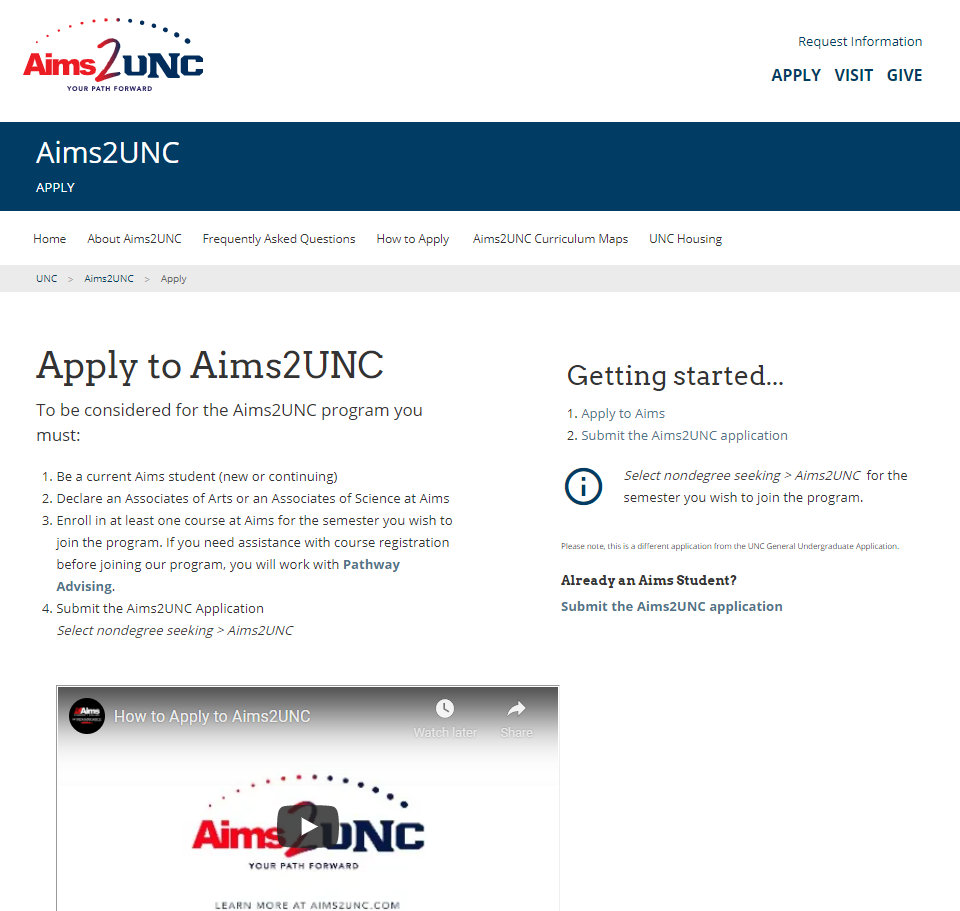 Aims2UNC
YOUR PATH FORWARD
Request Information
APPLY VISIT GIVE
Aims2UNC
APPLY
Home About Aims2UNC Frequently Asked Questions How to Apply Aims2UNC Curriculum Maps UNC Housing
UNC > Aims2UNC > Apply
Apply to Aims2UNC
To be considered for the Aims2UNC program you
must:
1. Be a current Aims student (new or continuing)
2. Declare an Associates of Arts or an Associates of Science at Aims
3. Enroll in at least one course at Aims for the semester you wish to
join the program. If you need assistance with course registration
before joining our program, you will work with Pathway
Advising.
4. Submit the Aims2UNC Application
Select nondegree seeking > Aims2UNC
Getting started...
1. Apply to Aims
2. Submit the Aims2UNC application
Select nondegree seeking > Aims2UNC for the
semester you wish to join the program.
Please note, this is a different application from the UNC General Undergraduate Application.
Already an Aims Student?
Submit the Aims2UNC application
Aims
How to Apply to Aims2UNC
Watch later
Share
Aims2UNC
YOUR PATH FORWARD
LEARN MORE AT AIMS2UNC.COM